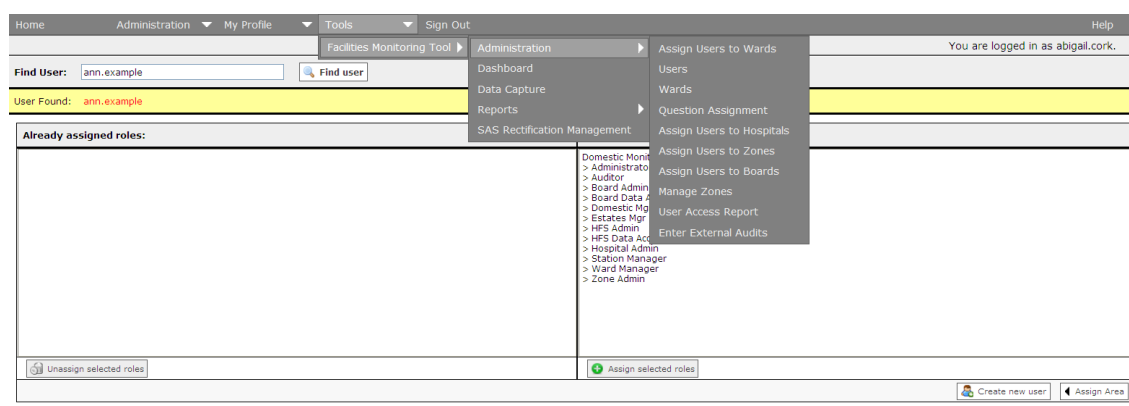 Home Administration My Profile Tools Sign Out Help
Facilities Monitoring Tool Administration Assign Users to Wards You are logged in as abigail.cork.
Dashboard Users
Find User: ann.example Find user
Data Capture Wards
User Found: ann.example
Reports Question Assignment
SAS Rectification Management Assign Users to Hospitals
Already assigned roles:
Assign Users to Zones
Assign Users to Boards
Manage Zones
User Access Report
Enter External Audits
Domestic Monit
> Administrato
> Auditor
> Board Admin
> Board Data A
> Domestic Mg
> Estates Mgr
> HFS Admin
> HFS Data Acc
> Hospital Admin
> Station Manager
> Ward Manager
> Zone Admin
Unassign selected roles Assign selected roles
Create new user Assign Area